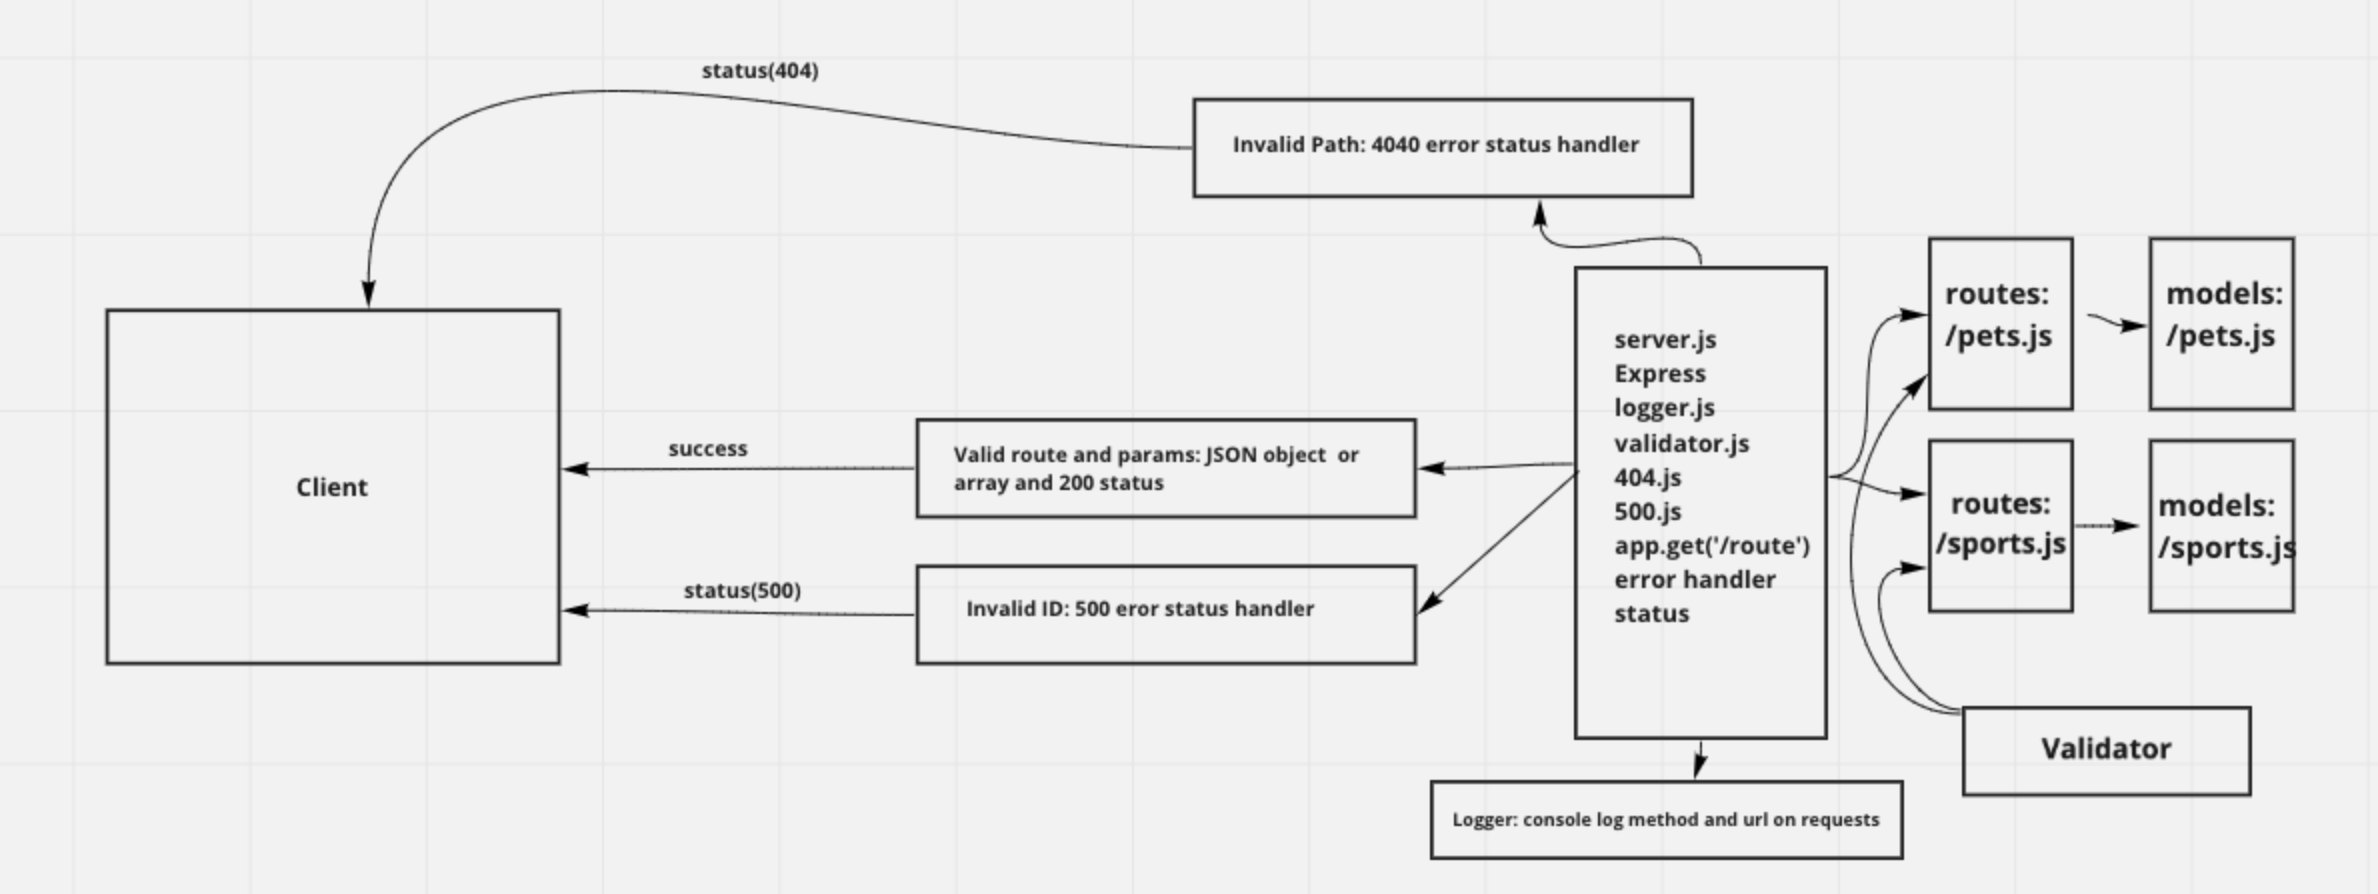 status(404)
Invalid Path: 4040 error status handler
Client
success
Valid route and params: JSON object  or
array and 200 status
status(500)
Invalid ID: 500 eror status handler
server.js
Express
logger.js
validator.js
404.js
500.js
app.get('/route')
error handler
status
routes:
/pets.js
models:
/pets.js
routes:
/sports.js
models:
/sports.js
Validator
Logger: console log method and url on requests